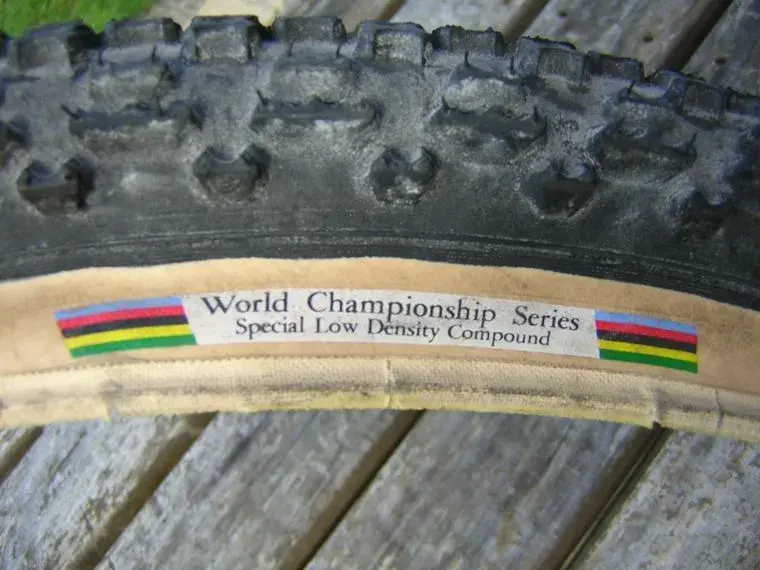 World Championship Series
Special Low Density Compound